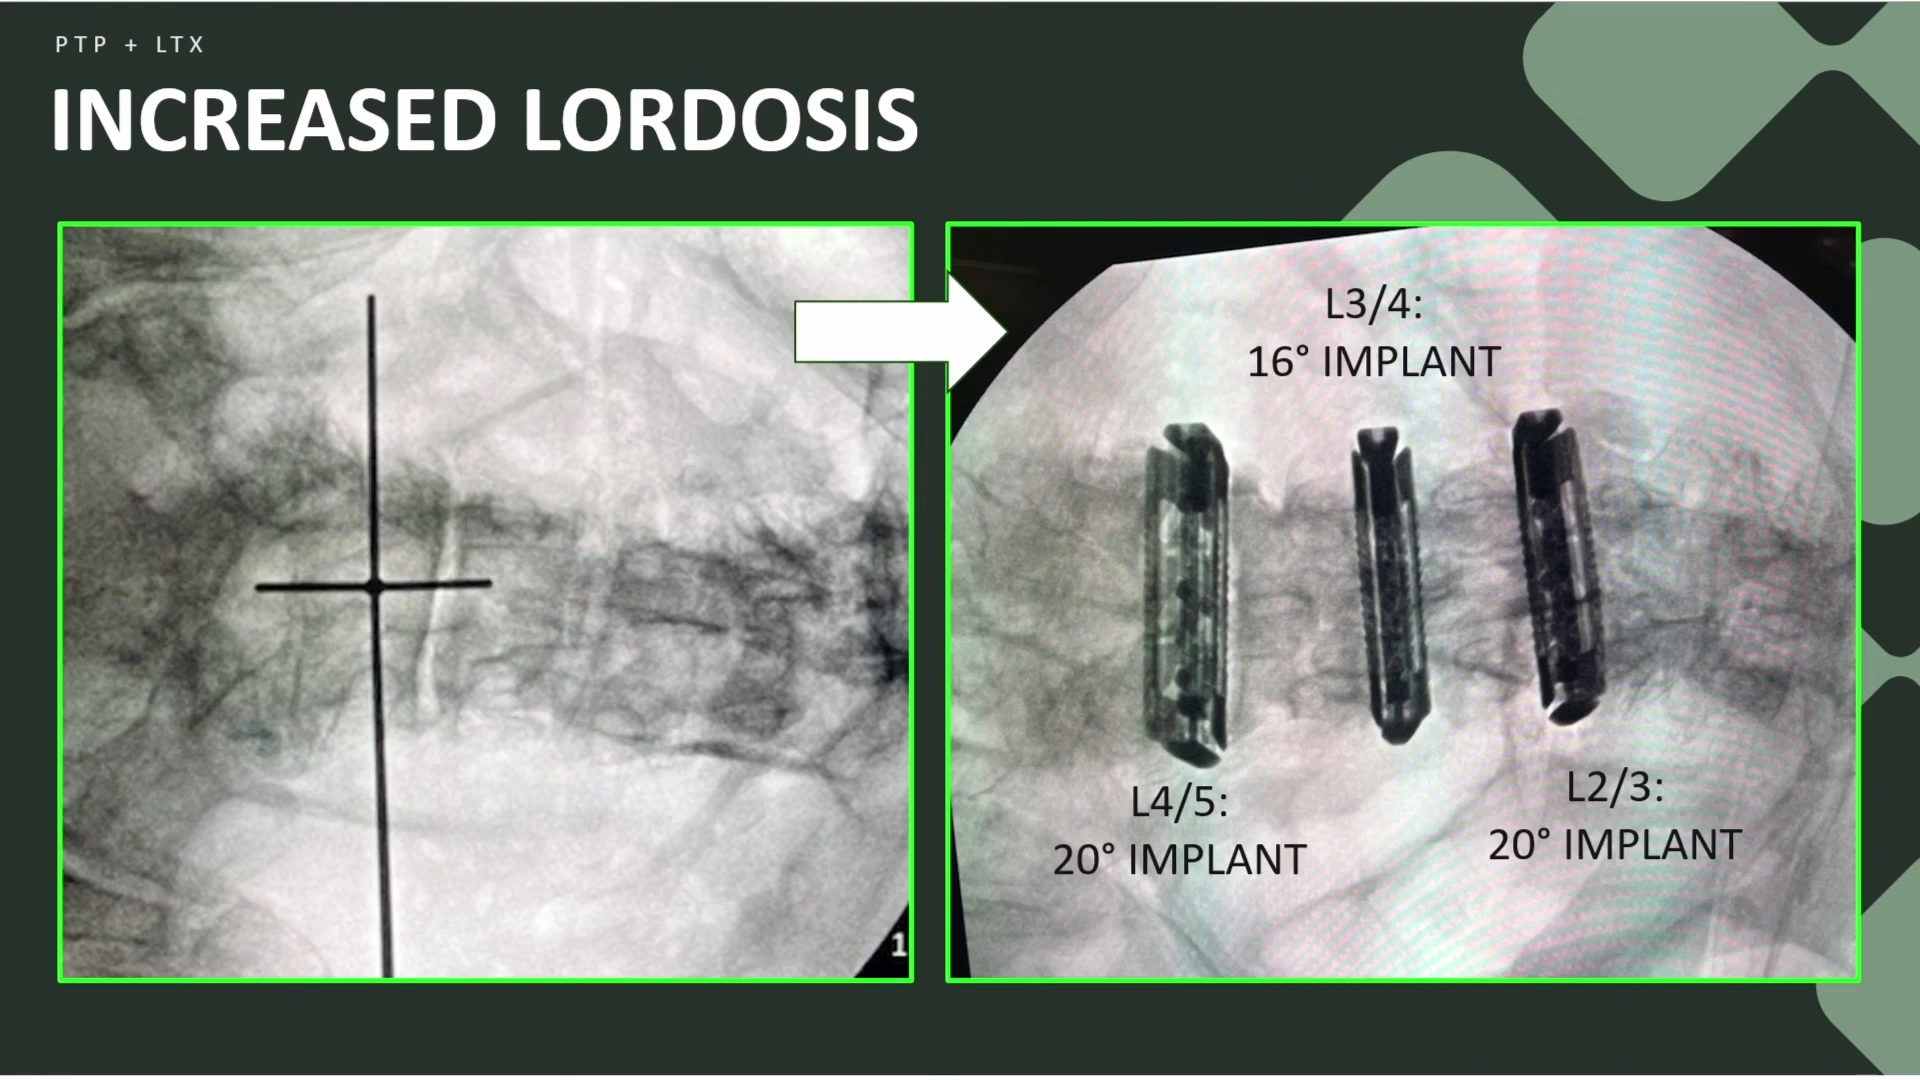 PTP + LTX
INCREASED LORDOSIS
1
L3/4:
16° IMPLANT
L4/5:
20° IMPLANT
L2/3:
20° IMPLANT